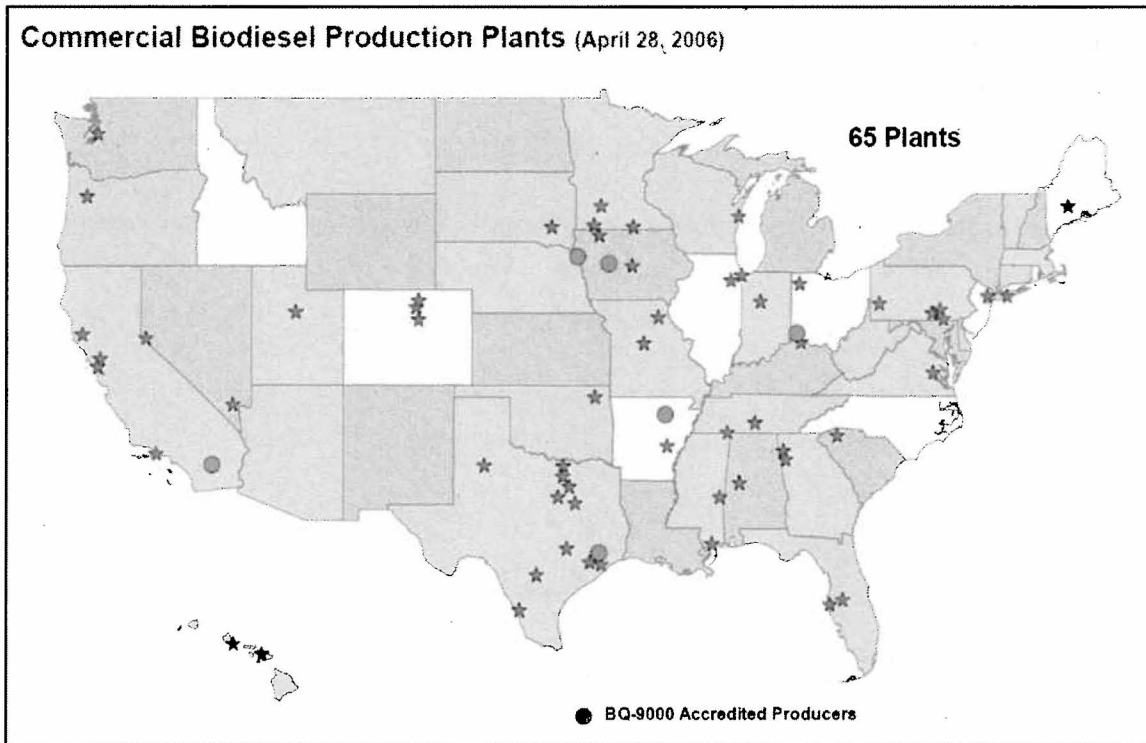 Commercial Biodiesel Production Plants (April 28, 2006)
65 Plants
BQ-9000 Accredited Producers